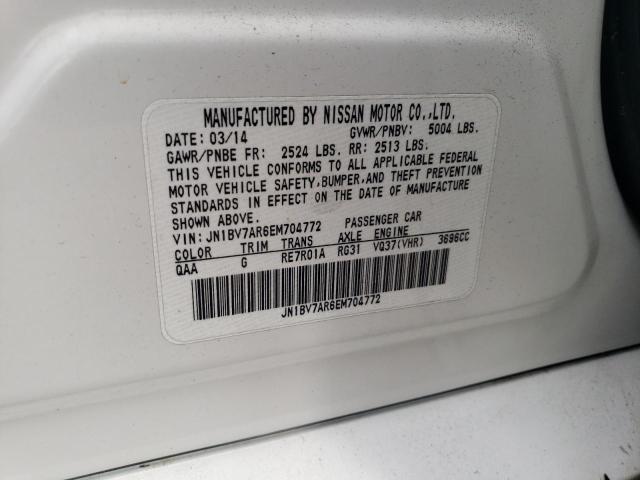 MANUFACTURED BY NISSAN MOTOR CO.,LTD.
DATE: 03/14 GVWR/PNBV: 5004 LBS.
GAWR/PNBE FR: 2524 LBS. RR: 2513 LBS.
THIS VEHICLE CONFORMS TO ALL APPLICABLE FEDERAL
MOTOR VEHICLE SAFETY,BUMPER,AND THEFT PREVENTION
STANDARDS IN EFFECT ON THE DATE OF MANUFACTURE
SHOWN ABOVE.
VIN: JN1BV7AR6EM704772 PASSENGER CAR
COLOR TRIM TRANS AXLE ENGINE
QAA G RE7R01A RG31 VQ37(VHR) 3696CC
JN1BV7AR6EM704772